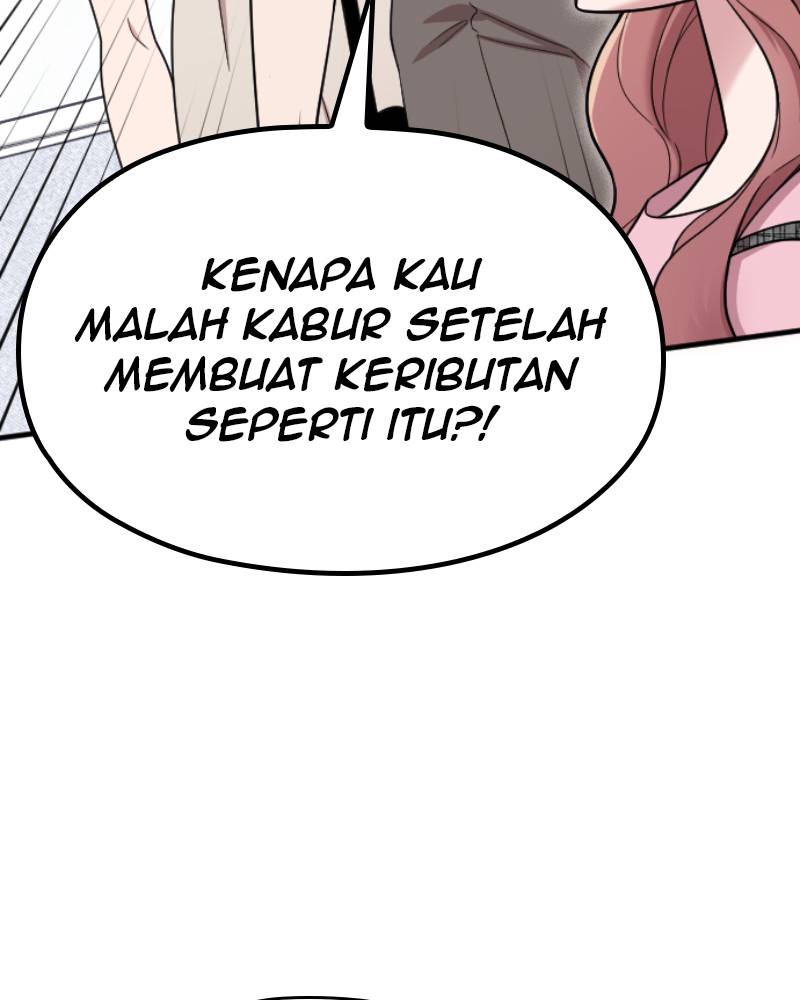 KENAPA KAU
MALAH KABUR SETELAH
MEMBUAT KERIBUTAN
SEPERTI ITU?!